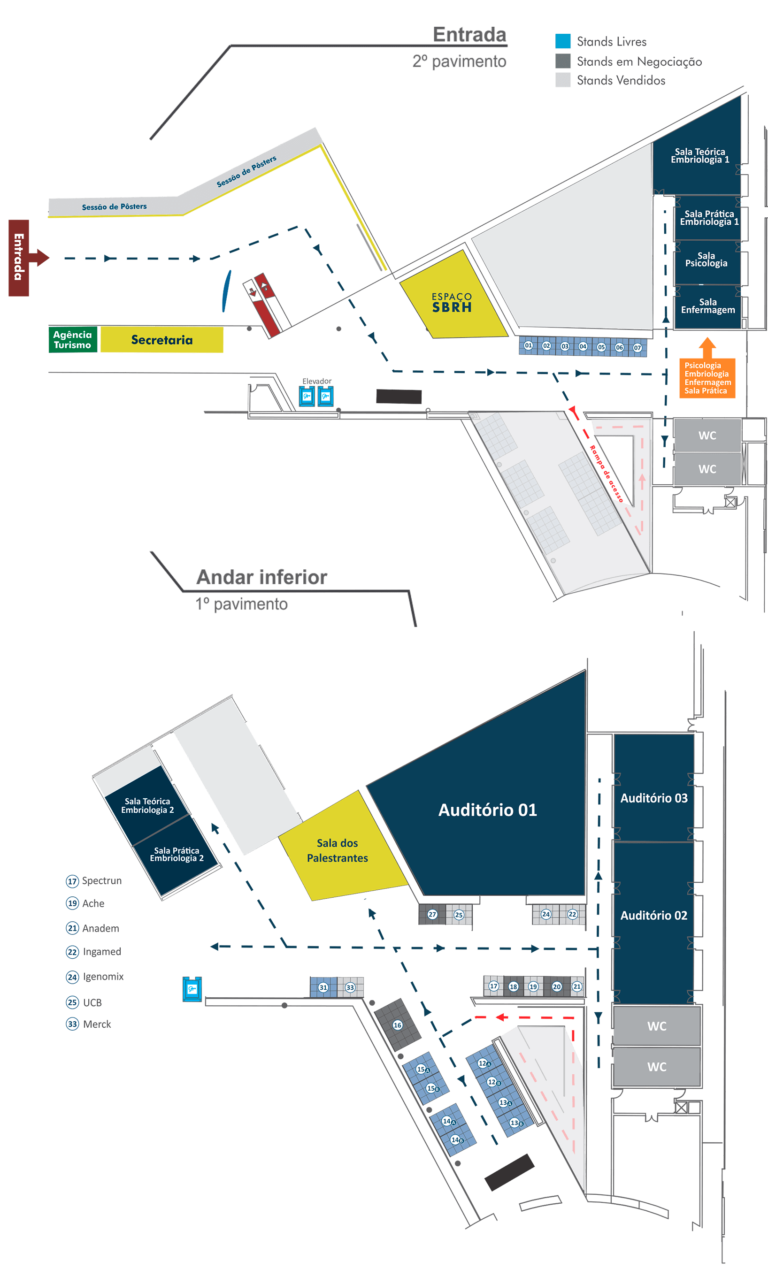 Entrada
2º pavimento
Stands Livres
Stands em Negociação
Stands Vendidos
Sessão de Pôsters
Sessão de Pôsters
Entrada
Agência
Turismo
Secretaria
ESPAÇO
SBRH
Elevador
01 02 03 04 05 06 07
Sala Teórica
Embriologia 1
Sala Prática
Embriologia 1
Sala
Psicologia
Sala
Enfermagem
Psicologia
Embriologia
Enfermagem
Sala Prática
WC
WC
Rampa de acesso
Andar inferior
1º pavimento
Sala Teórica
Embriologia 2
Sala Prática
Embriologia 2
Sala dos
Palestrantes
Auditório 01
Auditório 03
Auditório 02
WC
WC
17 Spectrun
19 Ache
21 Anadem
22 Ingamed
24 Igenomix
25 UCB
33 Merck
27 25
24 22
31 33
17 18 19 20 21
16
15
15
14
14
12
12
13
13